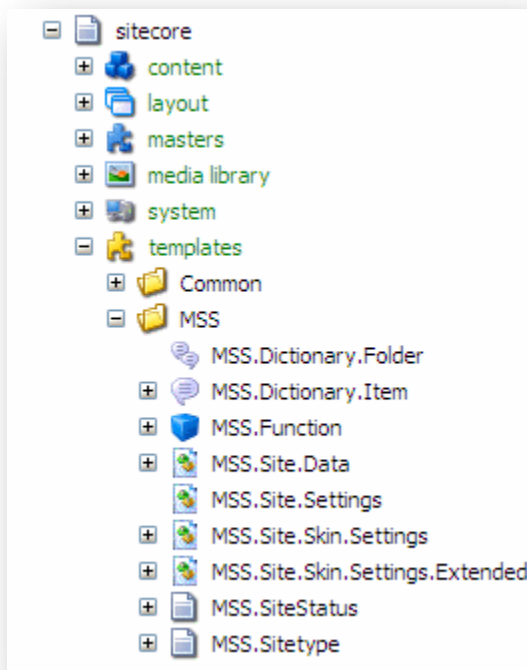 sitecore
content
layout
masters
media library
system
templates
Common
MSS
MSS.Dictionary.Folder
MSS.Dictionary.Item
MSS.Function
MSS.Site.Data
MSS.Site.Settings
MSS.Site.Skin.Settings
MSS.Site.Skin.Settings.Extended
MSS.SiteStatus
MSS.Sitetype